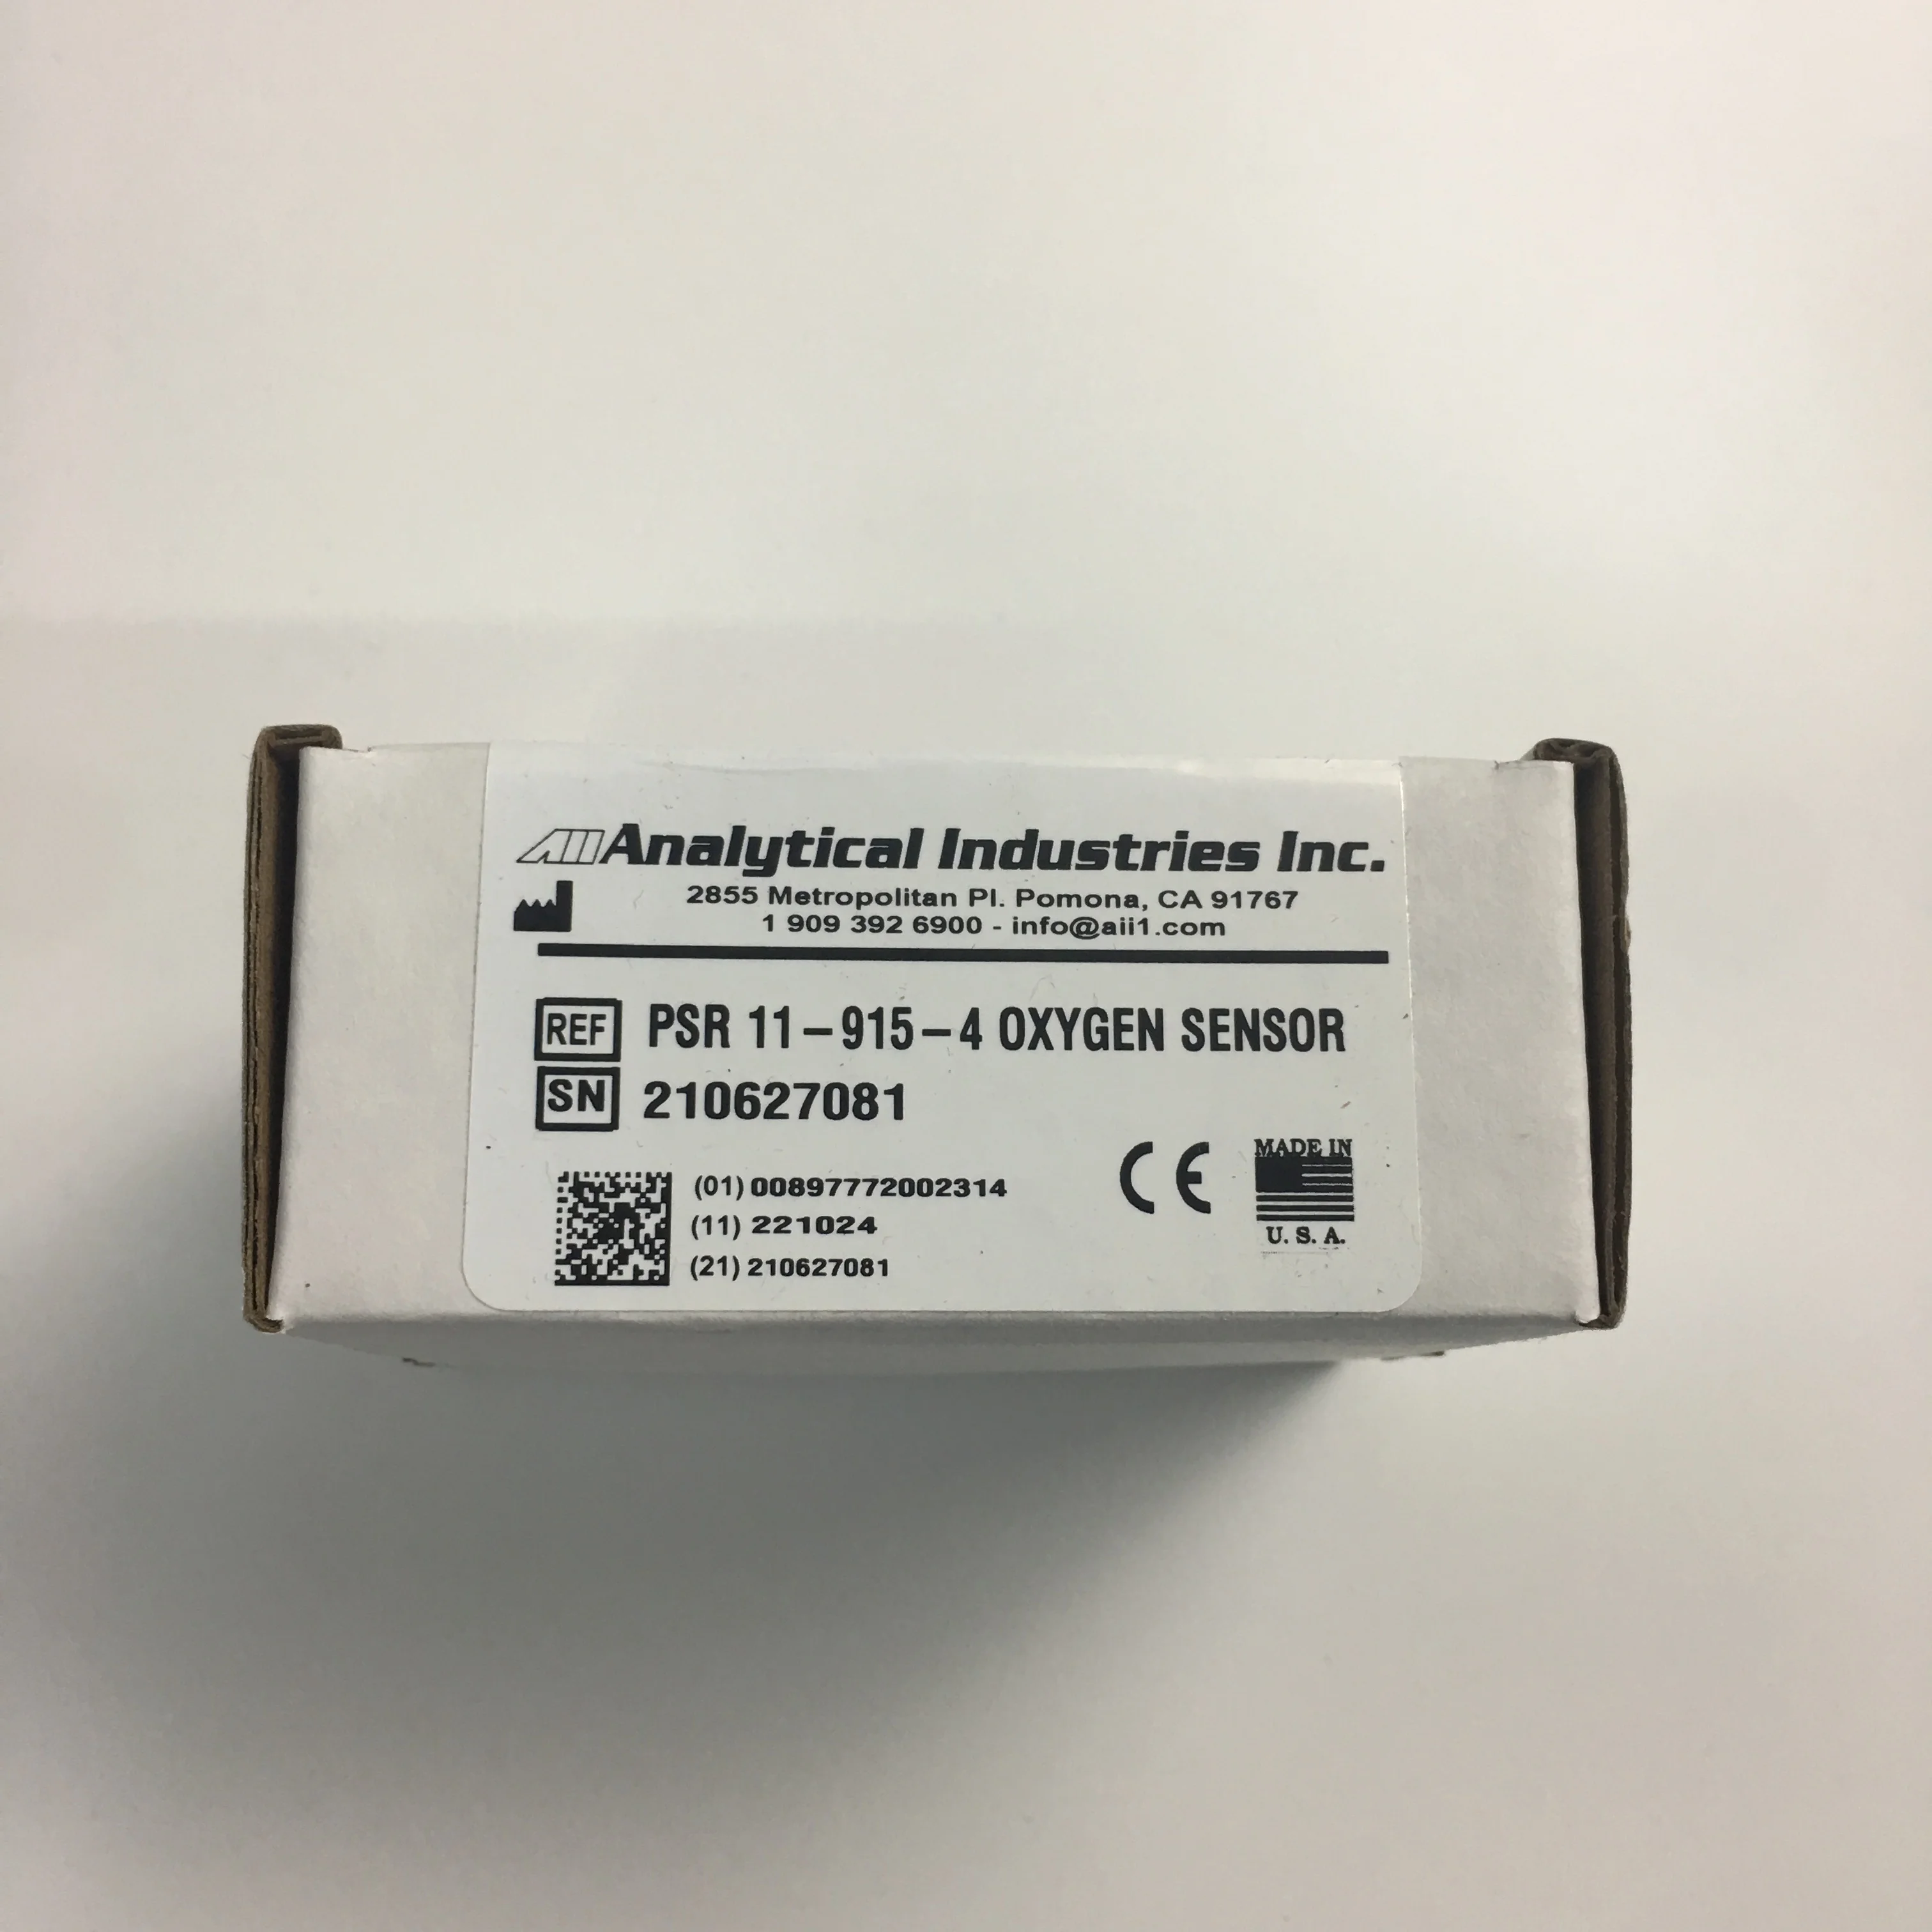 AII Analytical Industries Inc.
2855 Metropolitan Pl. Pomona, CA 91767
1 909 392 6900 - info@aii1.com
REF PSR 11-915-4 OXYGEN SENSOR
SN 210627081
(01) 00897772002314
(11) 221024
(21) 210627081
CE
MADE IN
U. S. A.